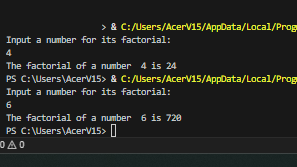 > & C:/Users/AcerV15/AppData/Local/Prog
Input a number for its factorial:
4
The factorial of a number  4 is 24
PS C:\Users\AcerV15> & C:/Users/AcerV15/AppData/Local/Prog
Input a number for its factorial:
6
The factorial of a number  6 is 720
PS C:\Users\AcerV15>
0 0